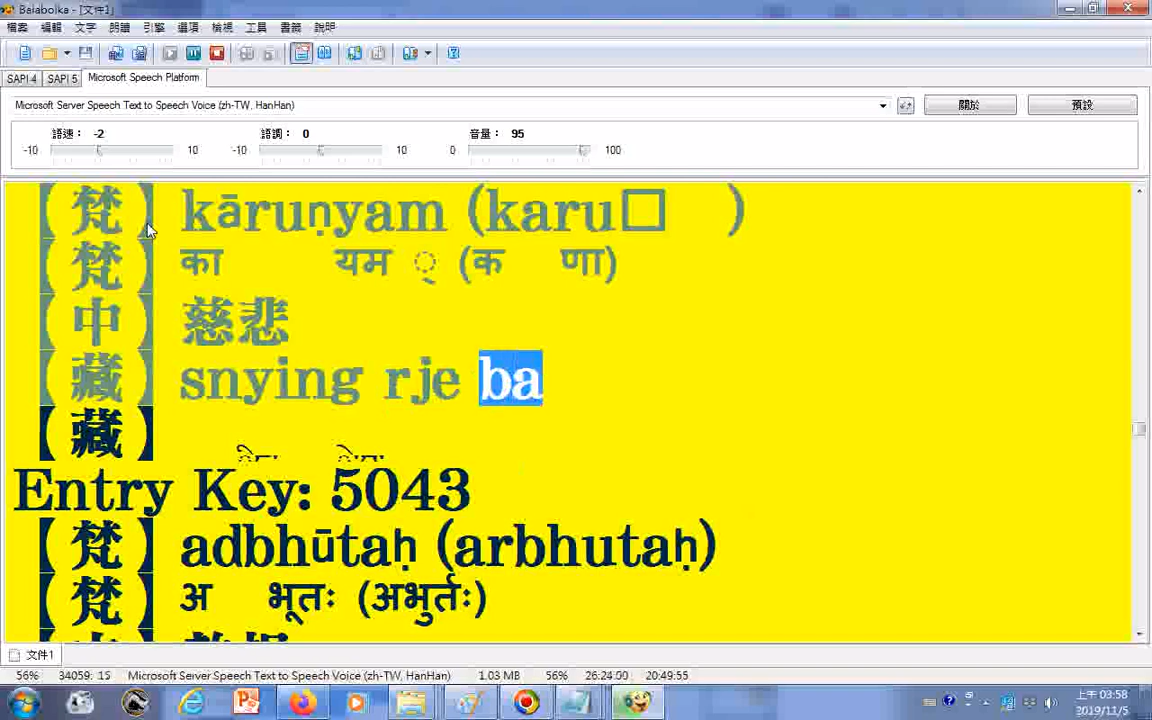 Balabolka - [文件1]
檔案 編輯 文字 朗讀 引擎 選項 檢視 工具 書籤 說明
SAPI 4 SAPI 5 Microsoft Speech Platform
Microsoft Server Speech Text to Speech Voice (zh-TW, HanHan) 關於 預設
語速： -2 語調： 0 音量： 95
-10 10 -10 10 0 100
【梵】 kāruṇyam (karu□ )
【梵】 का यम ् (क णा)
【中】 慈悲
【藏】 snying rje ba
【藏】
Entry Key: 5043
【梵】 adbhūtaḥ (arbhutaḥ)
【梵】 अ भूतः (अभुर्तः)
文件1
56% 34059: 15 Microsoft Server Speech Text to Speech Voice (zh-TW, HanHan) 1.03 MB 56% 26:24:00 20:49:55
上午 03:58
2019/11/5